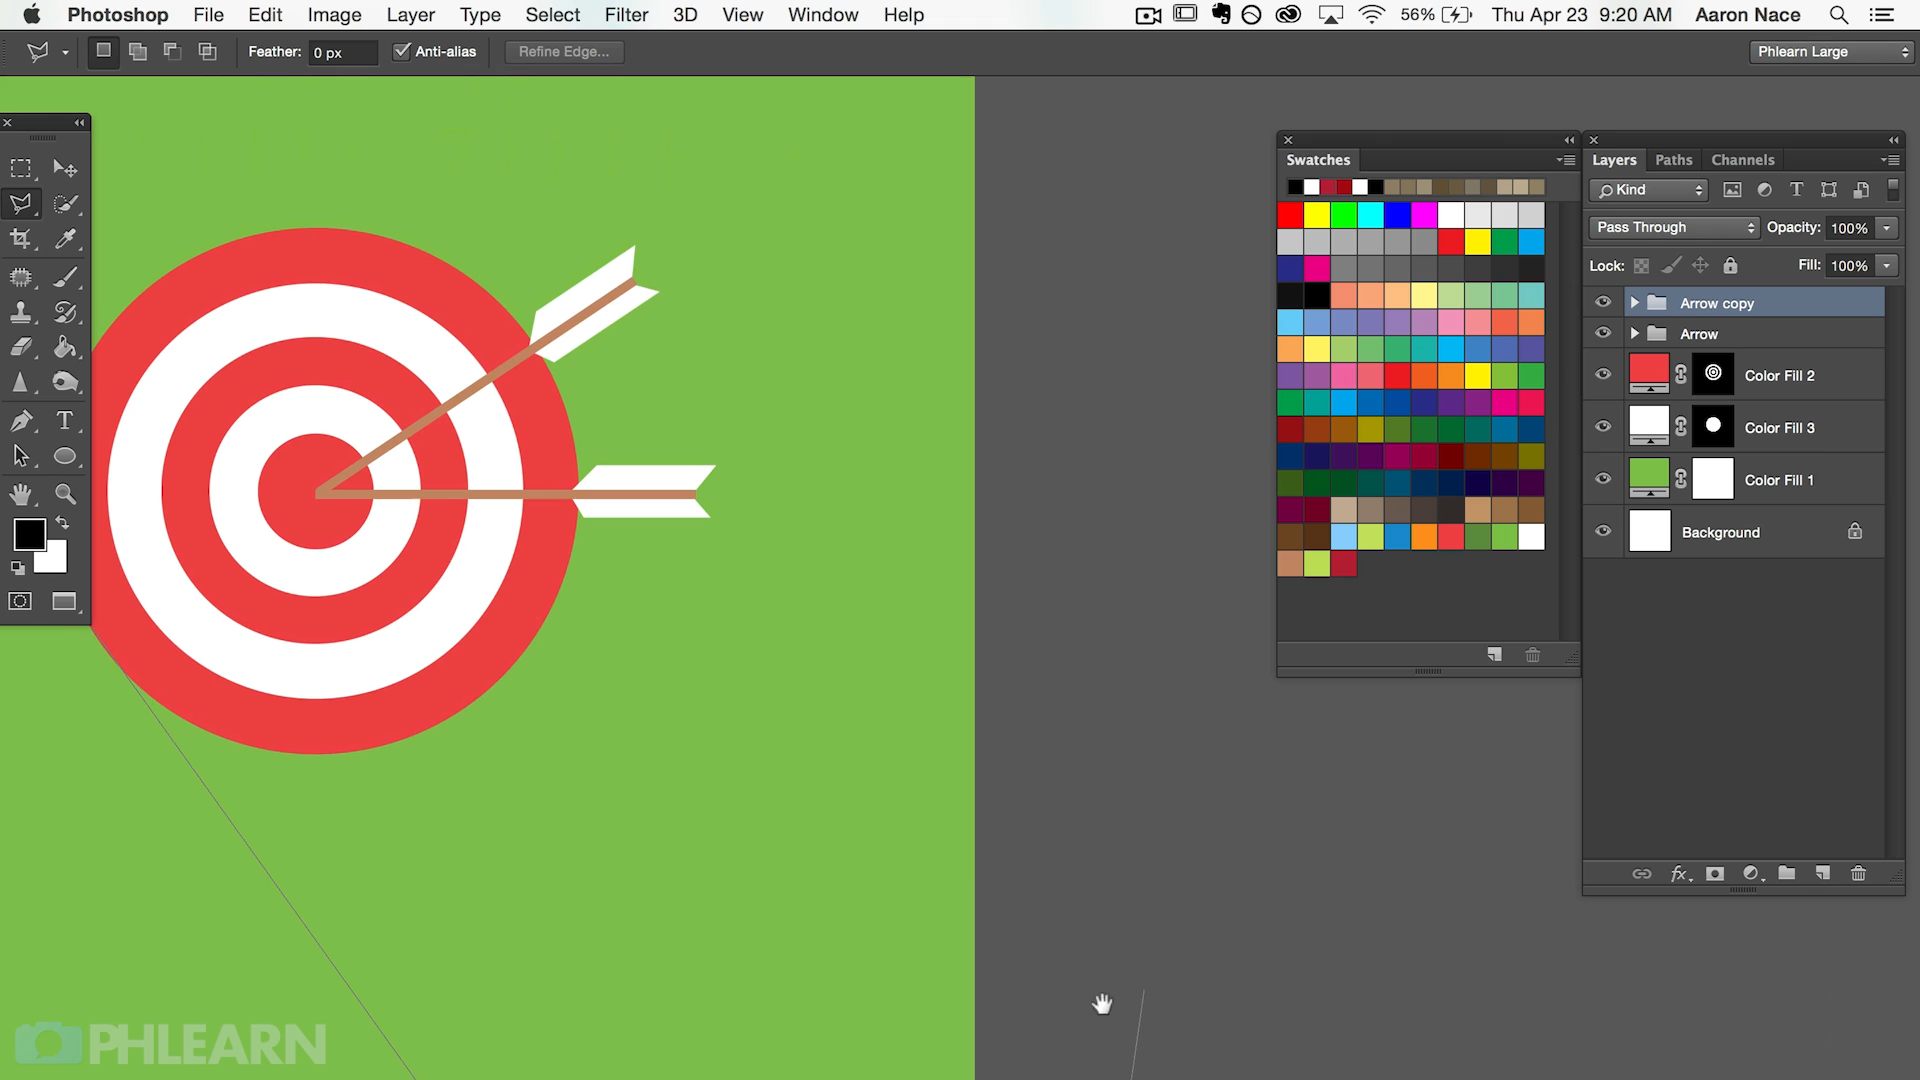 Photoshop File Edit Image Layer Type Select Filter 3D View Window Help 56% Thu Apr 23 9:20 AM Aaron Nace
Feather: 0 px Anti-alias Refine Edge... Phlearn Large
Swatches
Layers Paths Channels
Kind
Pass Through Opacity: 100%
Lock: Fill: 100%
Arrow copy
Arrow
Color Fill 2
Color Fill 3
Color Fill 1
Background
PHLEARN